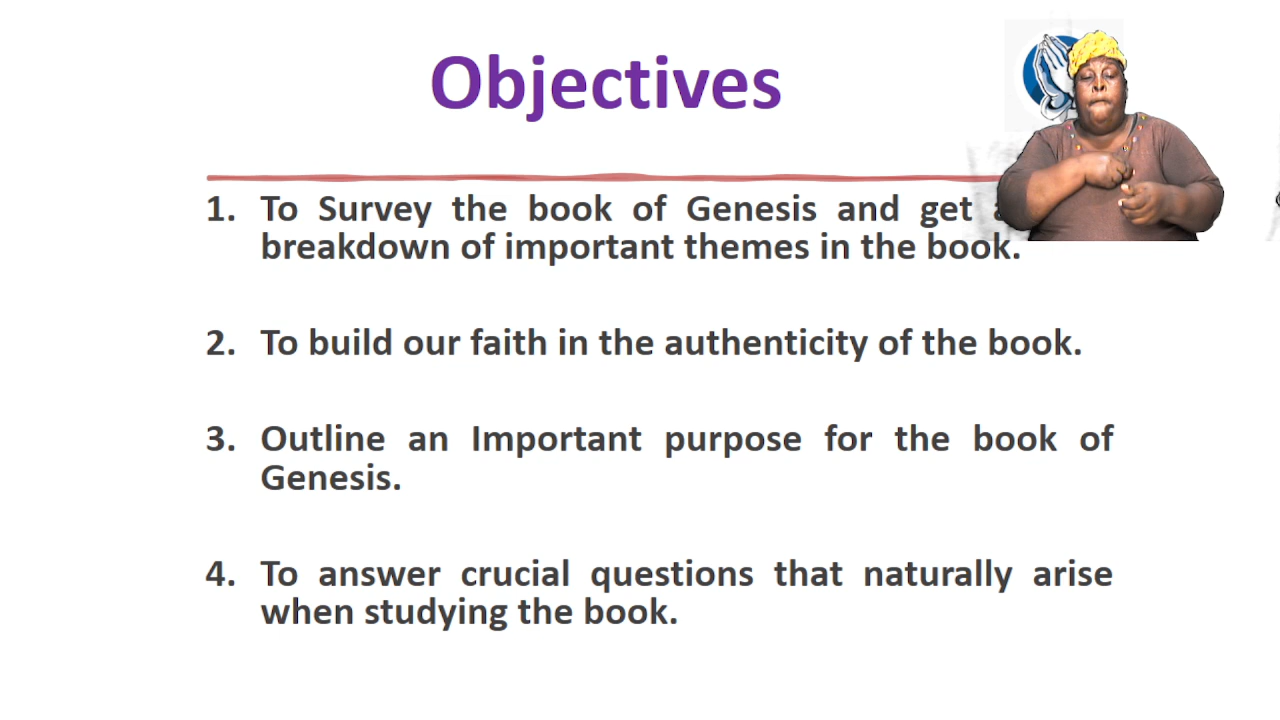 Objectives
1. To Survey the book of Genesis and get
breakdown of important themes in the book.
2. To build our faith in the authenticity of the book.
3. Outline an Important purpose for the book of
Genesis.
4. To answer crucial questions that naturally arise
when studying the book.